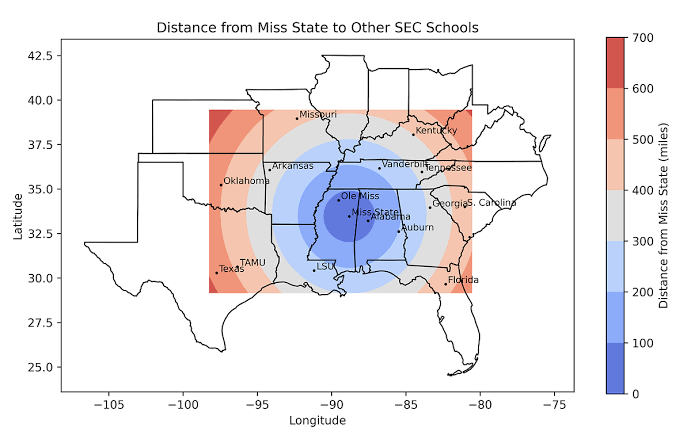 Distance from Miss State to Other SEC Schools
42.5
40.0
37.5
35.0
32.5
30.0
27.5
25.0
Latitude
Missouri
Kentucky
Vanderbilt
Tennessee
Arkansas
Oklahoma
Ole Miss
Miss State
Alabama
Georgia
S. Carolina
Auburn
TAMU
Texas
LSU
Florida
−105
−100
−95
−90
−85
−80
−75
Longitude
700
600
500
400
300
200
100
0
Distance from Miss State (miles)